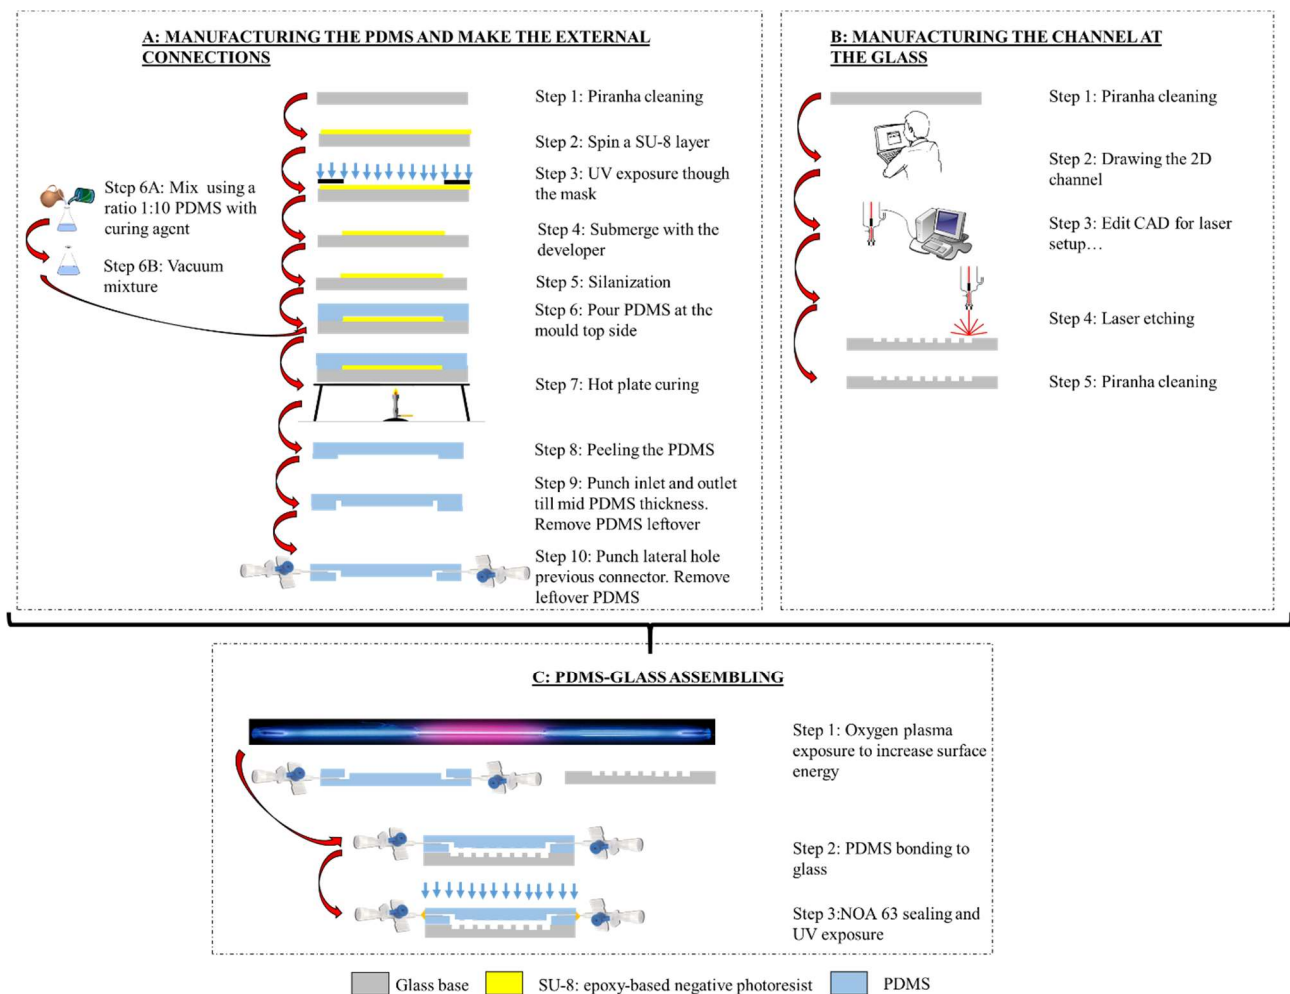 A: MANUFACTURING THE PDMS AND MAKE THE EXTERNAL
CONNECTIONS
Step 1: Piranha cleaning
Step 2: Spin a SU-8 layer
Step 3: UV exposure though
the mask
Step 6A: Mix using a
ratio 1:10 PDMS with
curing agent
Step 6B: Vacuum
mixture
Step 4: Submerge with the
developer
Step 5: Silanization
Step 6: Pour PDMS at the
mould top side
Step 7: Hot plate curing
Step 8: Peeling the PDMS
Step 9: Punch inlet and outlet
till mid PDMS thickness.
Remove PDMS leftover
Step 10: Punch lateral hole
previous connector. Remove
leftover PDMS
B: MANUFACTURING THE CHANNEL AT
THE GLASS
Step 1: Piranha cleaning
Step 2: Drawing the 2D
channel
Step 3: Edit CAD for laser
setup…
Step 4: Laser etching
Step 5: Piranha cleaning
C: PDMS-GLASS ASSEMBLING
Step 1: Oxygen plasma
exposure to increase surface
energy
Step 2: PDMS bonding to
glass
Step 3:NOA 63 sealing and
UV exposure
Glass base
SU-8: epoxy-based negative photoresist
PDMS